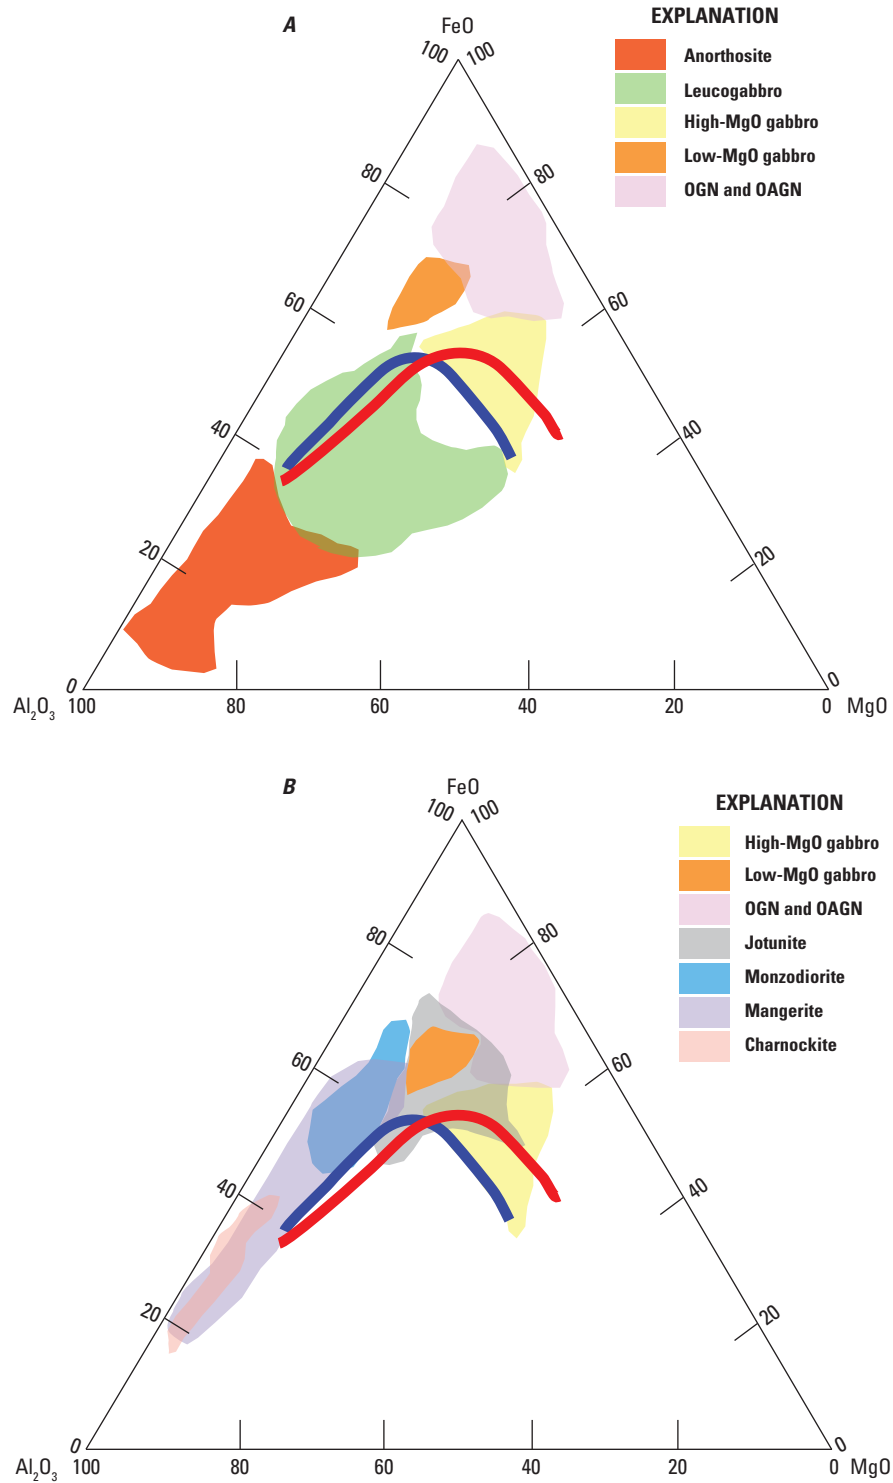 A
FeO
100 100
EXPLANATION
Anorthosite
Leucogabbro
High-MgO gabbro
Low-MgO gabbro
OGN and OAGN
80 80
60 60
40 40
20 20
0 0
Al₂O₃ 100 80 60 40 20 0 MgO
B
FeO
100 100
EXPLANATION
High-MgO gabbro
Low-MgO gabbro
OGN and OAGN
Jotunite
Monzodiorite
Mangerite
Charnockite
80 80
60 60
40 40
20 20
0 0
Al₂O₃ 100 80 60 40 20 0 MgO